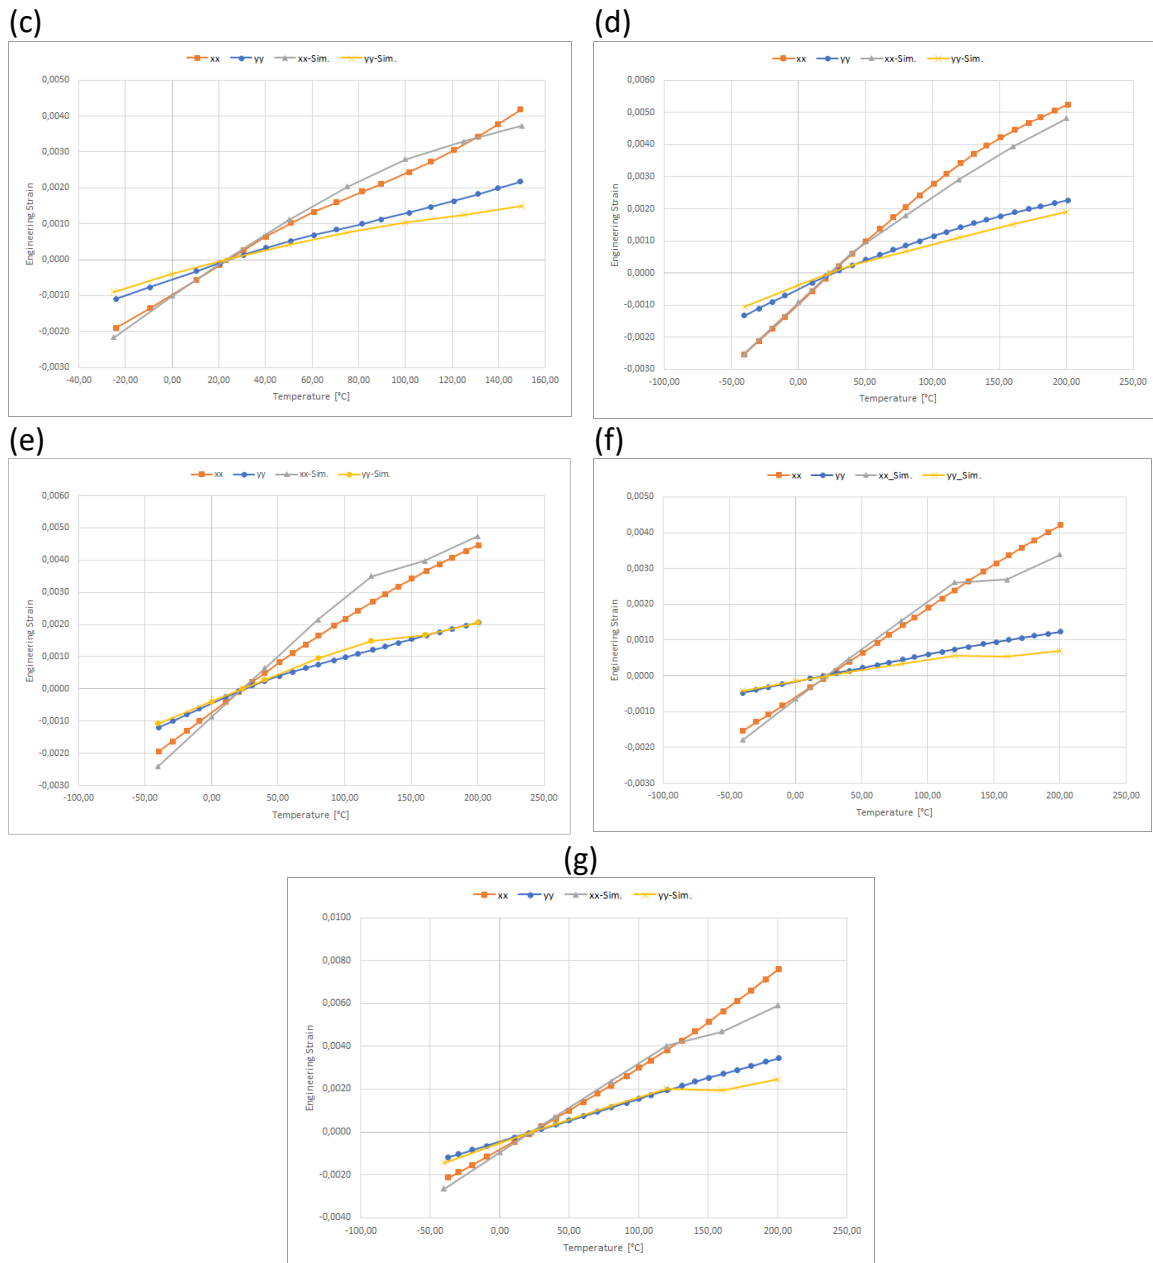 (c)
xx yy xx-Sim. yy-Sim.
0,0050
0,0040
0,0030
0,0020
0,0010
0,0000
-0,0010
-0,0020
-0,0030
Engineering Strain
-40,00 -20,00 0,00 20,00 40,00 60,00 80,00 100,00 120,00 140,00 160,00
Temperature [°C]
(d)
xx yy xx-Sim. yy-Sim.
0,0060
0,0050
0,0040
0,0030
0,0020
0,0010
0,0000
-0,0010
-0,0020
-0,0030
Engineering Strain
-100,00 -50,00 0,00 50,00 100,00 150,00 200,00 250,00
Temperature [°C]
(e)
xx yy xx-Sim. yy-Sim.
0,0060
0,0050
0,0040
0,0030
0,0020
0,0010
0,0000
-0,0010
-0,0020
-0,0030
Engineering Strain
-100,00 -50,00 0,00 50,00 100,00 150,00 200,00 250,00
Temperature [°C]
(f)
xx yy xx_Sim. yy_Sim.
0,0050
0,0040
0,0030
0,0020
0,0010
0,0000
-0,0010
-0,0020
-0,0030
Engineering Strain
-100,00 -50,00 0,00 50,00 100,00 150,00 200,00 250,00
Temperature [°C]
(g)
xx yy xx-Sim. yy-Sim.
0,0100
0,0080
0,0060
0,0040
0,0020
0,0000
-0,0020
-0,0040
Engineering Strain
-100,00 -50,00 0,00 50,00 100,00 150,00 200,00 250,00
Temperature [°C]